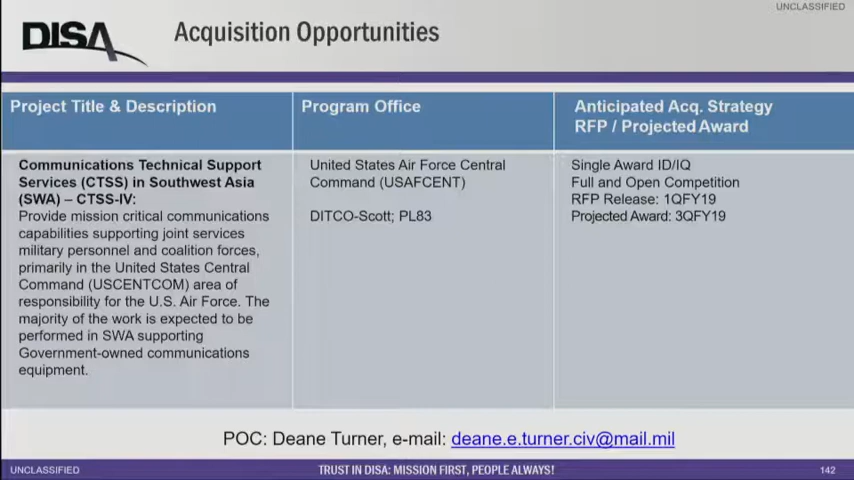 UNCLASSIFIED
DISA
Acquisition Opportunities
Project Title & Description
Program Office
Anticipated Acq. Strategy
RFP / Projected Award
Communications Technical Support
Services (CTSS) in Southwest Asia
(SWA) – CTSS-IV:
Provide mission critical communications
capabilities supporting joint services
military personnel and coalition forces,
primarily in the United States Central
Command (USCENTCOM) area of
responsibility for the U.S. Air Force. The
majority of the work is expected to be
performed in SWA supporting
Government-owned communications
equipment.
United States Air Force Central
Command (USAFCENT)
DITCO-Scott; PL83
Single Award ID/IQ
Full and Open Competition
RFP Release: 1QFY19
Projected Award: 3QFY19
POC: Deane Turner, e-mail: deane.e.turner.civ@mail.mil
UNCLASSIFIED
TRUST IN DISA: MISSION FIRST, PEOPLE ALWAYS!
142